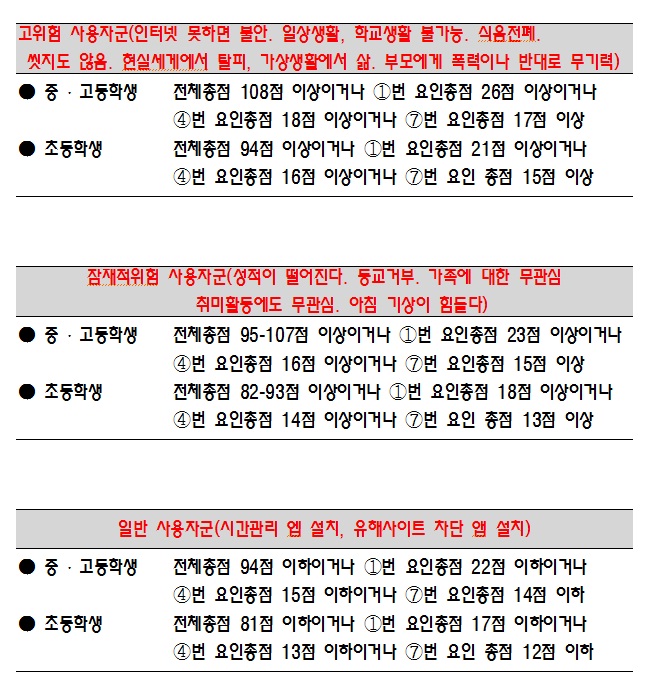 고위험 사용자군(인터넷 못하면 불안. 일상생활, 학교생활 불가능. 식음전폐.
씻지도 않음. 현실세계에서 탈피, 가상생활에서 삶. 부모에게 폭력이나 반대로 무기력)
● 중 · 고등학생 전체총점 108점 이상이거나 ①번 요인총점 26점 이상이거나
④번 요인총점 18점 이상이거나 ⑦번 요인총점 17점 이상
● 초등학생 전체총점 94점 이상이거나 ①번 요인총점 21점 이상이거나
④번 요인총점 16점 이상이거나 ⑦번 요인 총점 15점 이상
잠재적위험 사용자군(성적이 떨어진다. 등교거부. 가족에 대한 무관심
취미활동에도 무관심. 아침 기상이 힘들다)
● 중 · 고등학생 전체총점 95-107점 이상이거나 ①번 요인총점 23점 이상이거나
④번 요인총점 16점 이상이거나 ⑦번 요인총점 15점 이상
● 초등학생 전체총점 82-93점 이상이거나 ①번 요인총점 18점 이상이거나
④번 요인총점 14점 이상이거나 ⑦번 요인 총점 13점 이상
일반 사용자군(시간관리 엡 설치, 유해사이트 차단 앱 설치)
● 중 · 고등학생 전체총점 94점 이하이거나 ①번 요인총점 22점 이하이거나
④번 요인총점 15점 이하이거나 ⑦번 요인총점 14점 이하
● 초등학생 전체총점 81점 이하이거나 ①번 요인총점 17점 이하이거나
④번 요인총점 13점 이하이거나 ⑦번 요인 총점 12점 이하